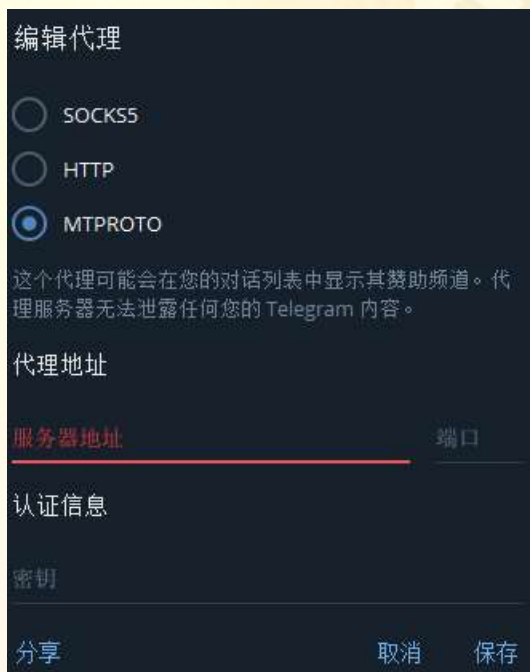 编辑代理
SOCKS5
HTTP
MTPROTO
这个代理可能会在您的对话列表中显示其赞助频道。代
理服务器无法泄露任何您的 Telegram 内容。
代理地址
服务器地址 端口
认证信息
密钥
分享 取消 保存